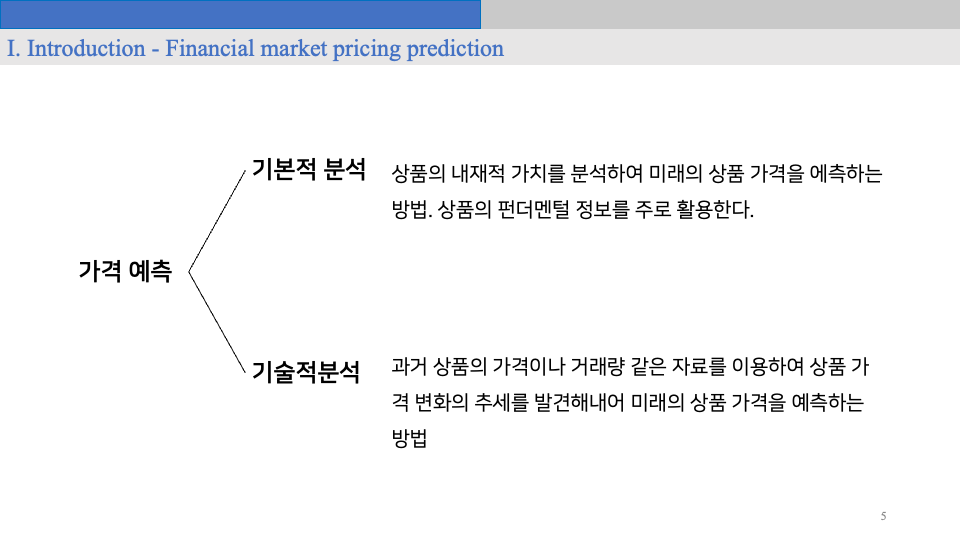 I. Introduction - Financial market pricing prediction
기본적 분석
상품의 내재적 가치를 분석하여 미래의 상품 가격을 에측하는
방법. 상품의 펀더멘털 정보를 주로 활용한다.
가격 예측
기술적분석
과거 상품의 가격이나 거래량 같은 자료를 이용하여 상품 가
격 변화의 추세를 발견해내어 미래의 상품 가격을 예측하는
방법
5